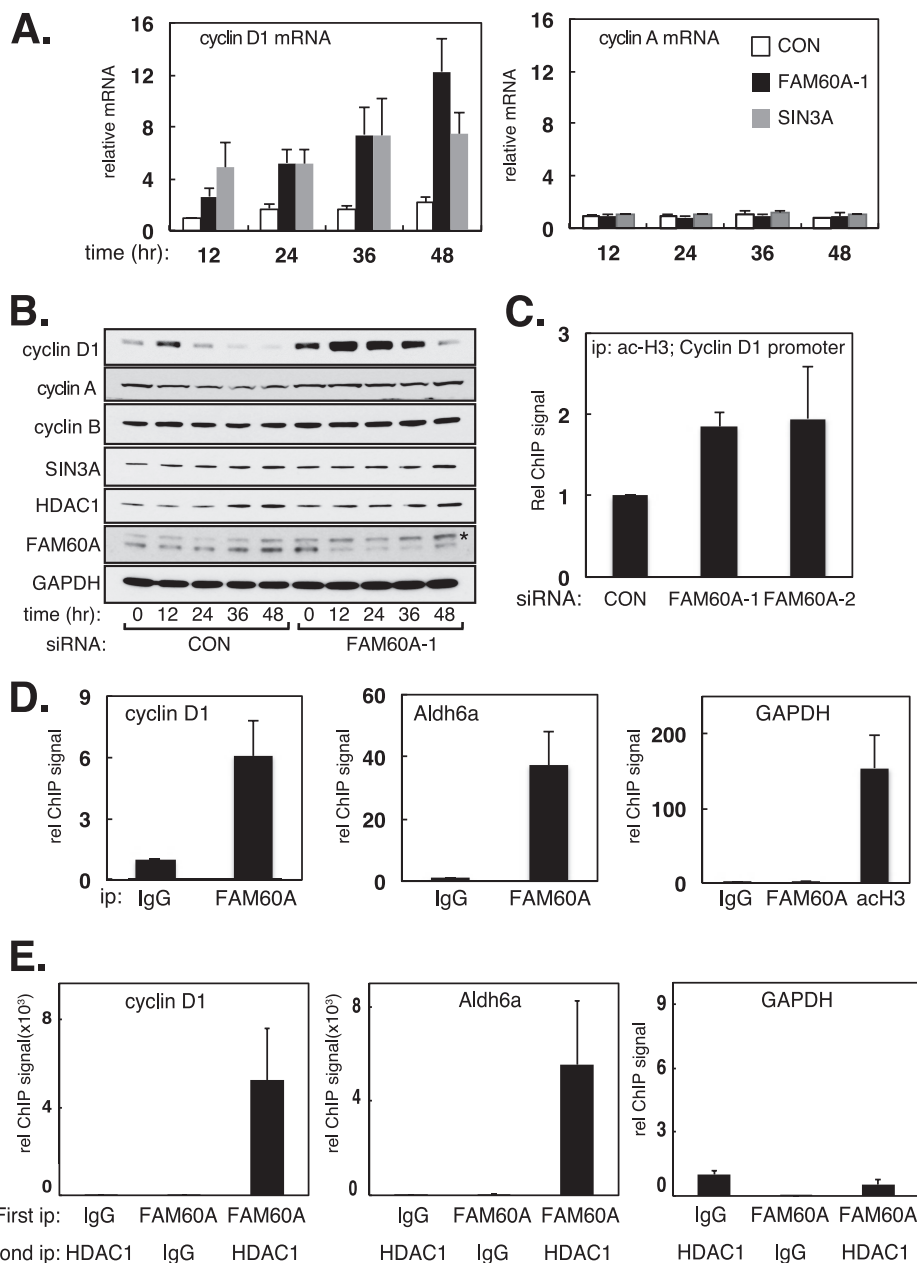 A.
cyclin D1 mRNA
relative mRNA
16
12
8
4
0
time (hr): 12 24 36 48
cyclin A mRNA
relative mRNA
16
12
8
4
0
12 24 36 48
CON
FAM60A-1
SIN3A
B.
cyclin D1
cyclin A
cyclin B
SIN3A
HDAC1
FAM60A *
GAPDH
time (hr): 0 12 24 36 48 0 12 24 36 48
siRNA: CON FAM60A-1
C.
ip: ac-H3; Cyclin D1 promoter
Rel ChIP signal
3
2
1
0
siRNA: CON FAM60A-1 FAM60A-2
D.
cyclin D1
rel ChIP signal
9
6
3
0
ip: IgG FAM60A
Aldh6a
rel ChIP signal
60
40
20
0
IgG FAM60A
GAPDH
rel ChIP signal
200
100
0
IgG FAM60A acH3
E.
cyclin D1
rel ChIP signal(x10³)
8
4
0
Aldh6a
rel ChIP signal(x10³)
8
4
0
GAPDH
rel ChIP signal
9
6
3
0
First ip: IgG FAM60A FAM60A IgG FAM60A FAM60A IgG FAM60A FAM60A
ond ip: HDAC1 IgG HDAC1 HDAC1 IgG HDAC1 HDAC1 IgG HDAC1